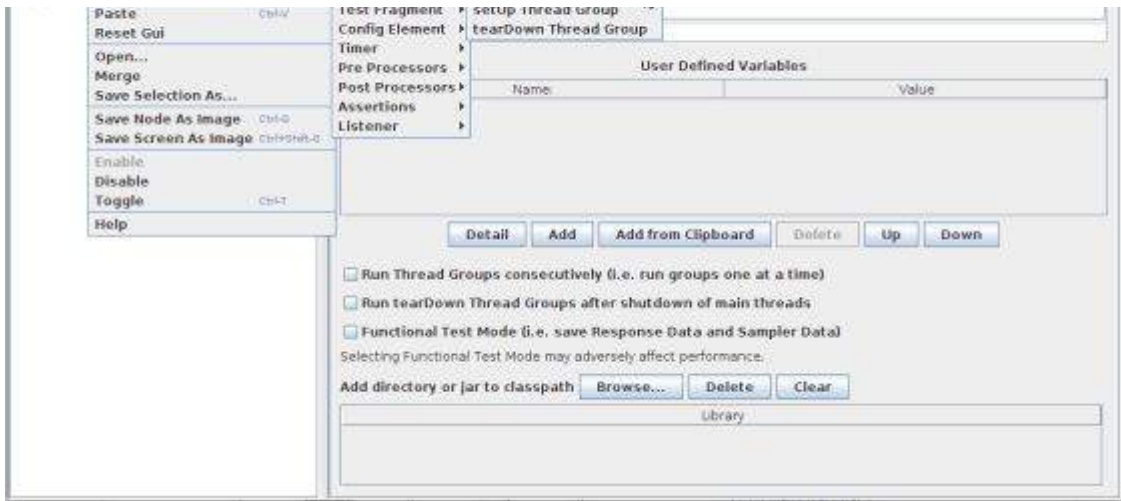 Paste Ctrl-V
Reset Gui
Open...
Merge
Save Selection As...
Save Node As Image Ctrl-G
Save Screen As Image Ctrl+Shift-G
Enable
Disable
Toggle Ctrl-T
Help
Test Fragment
Config Element
Timer
Pre Processors
Post Processors
Assertions
Listener
setUp Thread Group
tearDown Thread Group
User Defined Variables
Name: Value
Detail Add Add from Clipboard Delete Up Down
Run Thread Groups consecutively (i.e. run groups one at a time)
Run tearDown Thread Groups after shutdown of main threads
Functional Test Mode (i.e. save Response Data and Sampler Data)
Selecting Functional Test Mode may adversely affect performance.
Add directory or jar to classpath Browse... Delete Clear
Library